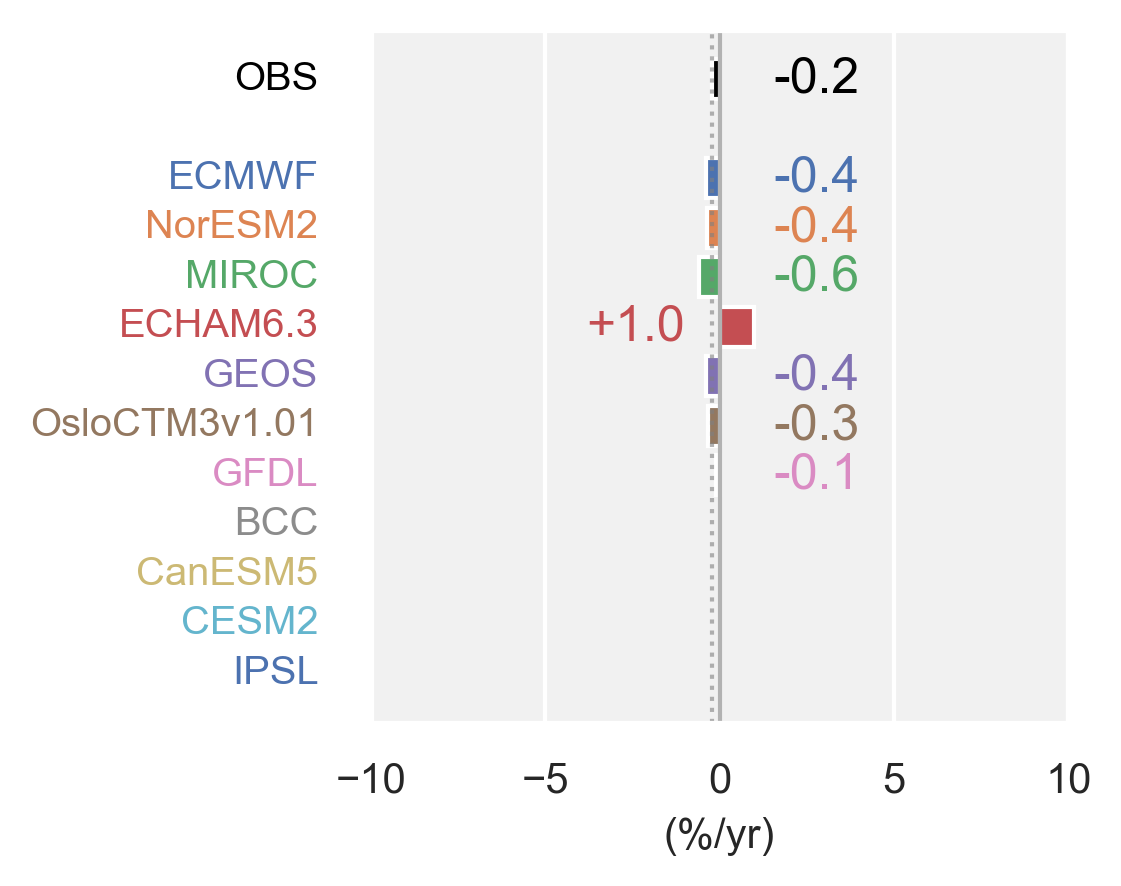 OBS -0.2
ECMWF -0.4
NorESM2 -0.4
MIROC -0.6
ECHAM6.3 +1.0
GEOS -0.4
OsloCTM3v1.01 -0.3
GFDL -0.1
BCC
CanESM5
CESM2
IPSL
−10 −5 0 5 10
(%/yr)